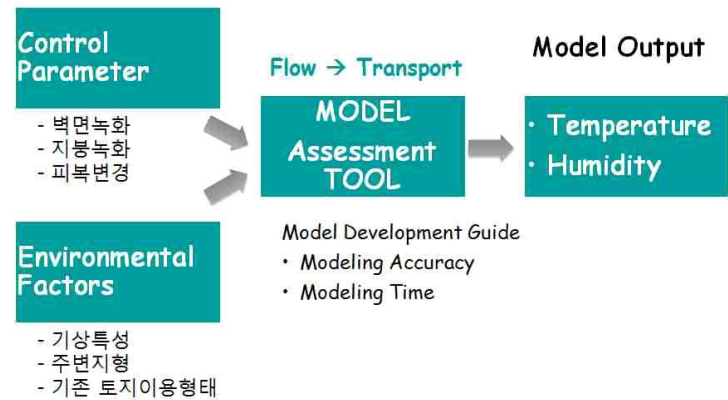 Control
Parameter
- 벽면녹화
- 지붕녹화
- 피복변경
Environmental
Factors
- 기상특성
- 주변지형
- 기존 토지이용형태
Flow → Transport
MODEL
Assessment
TOOL
Model Development Guide
• Modeling Accuracy
• Modeling Time
Model Output
• Temperature
• Humidity